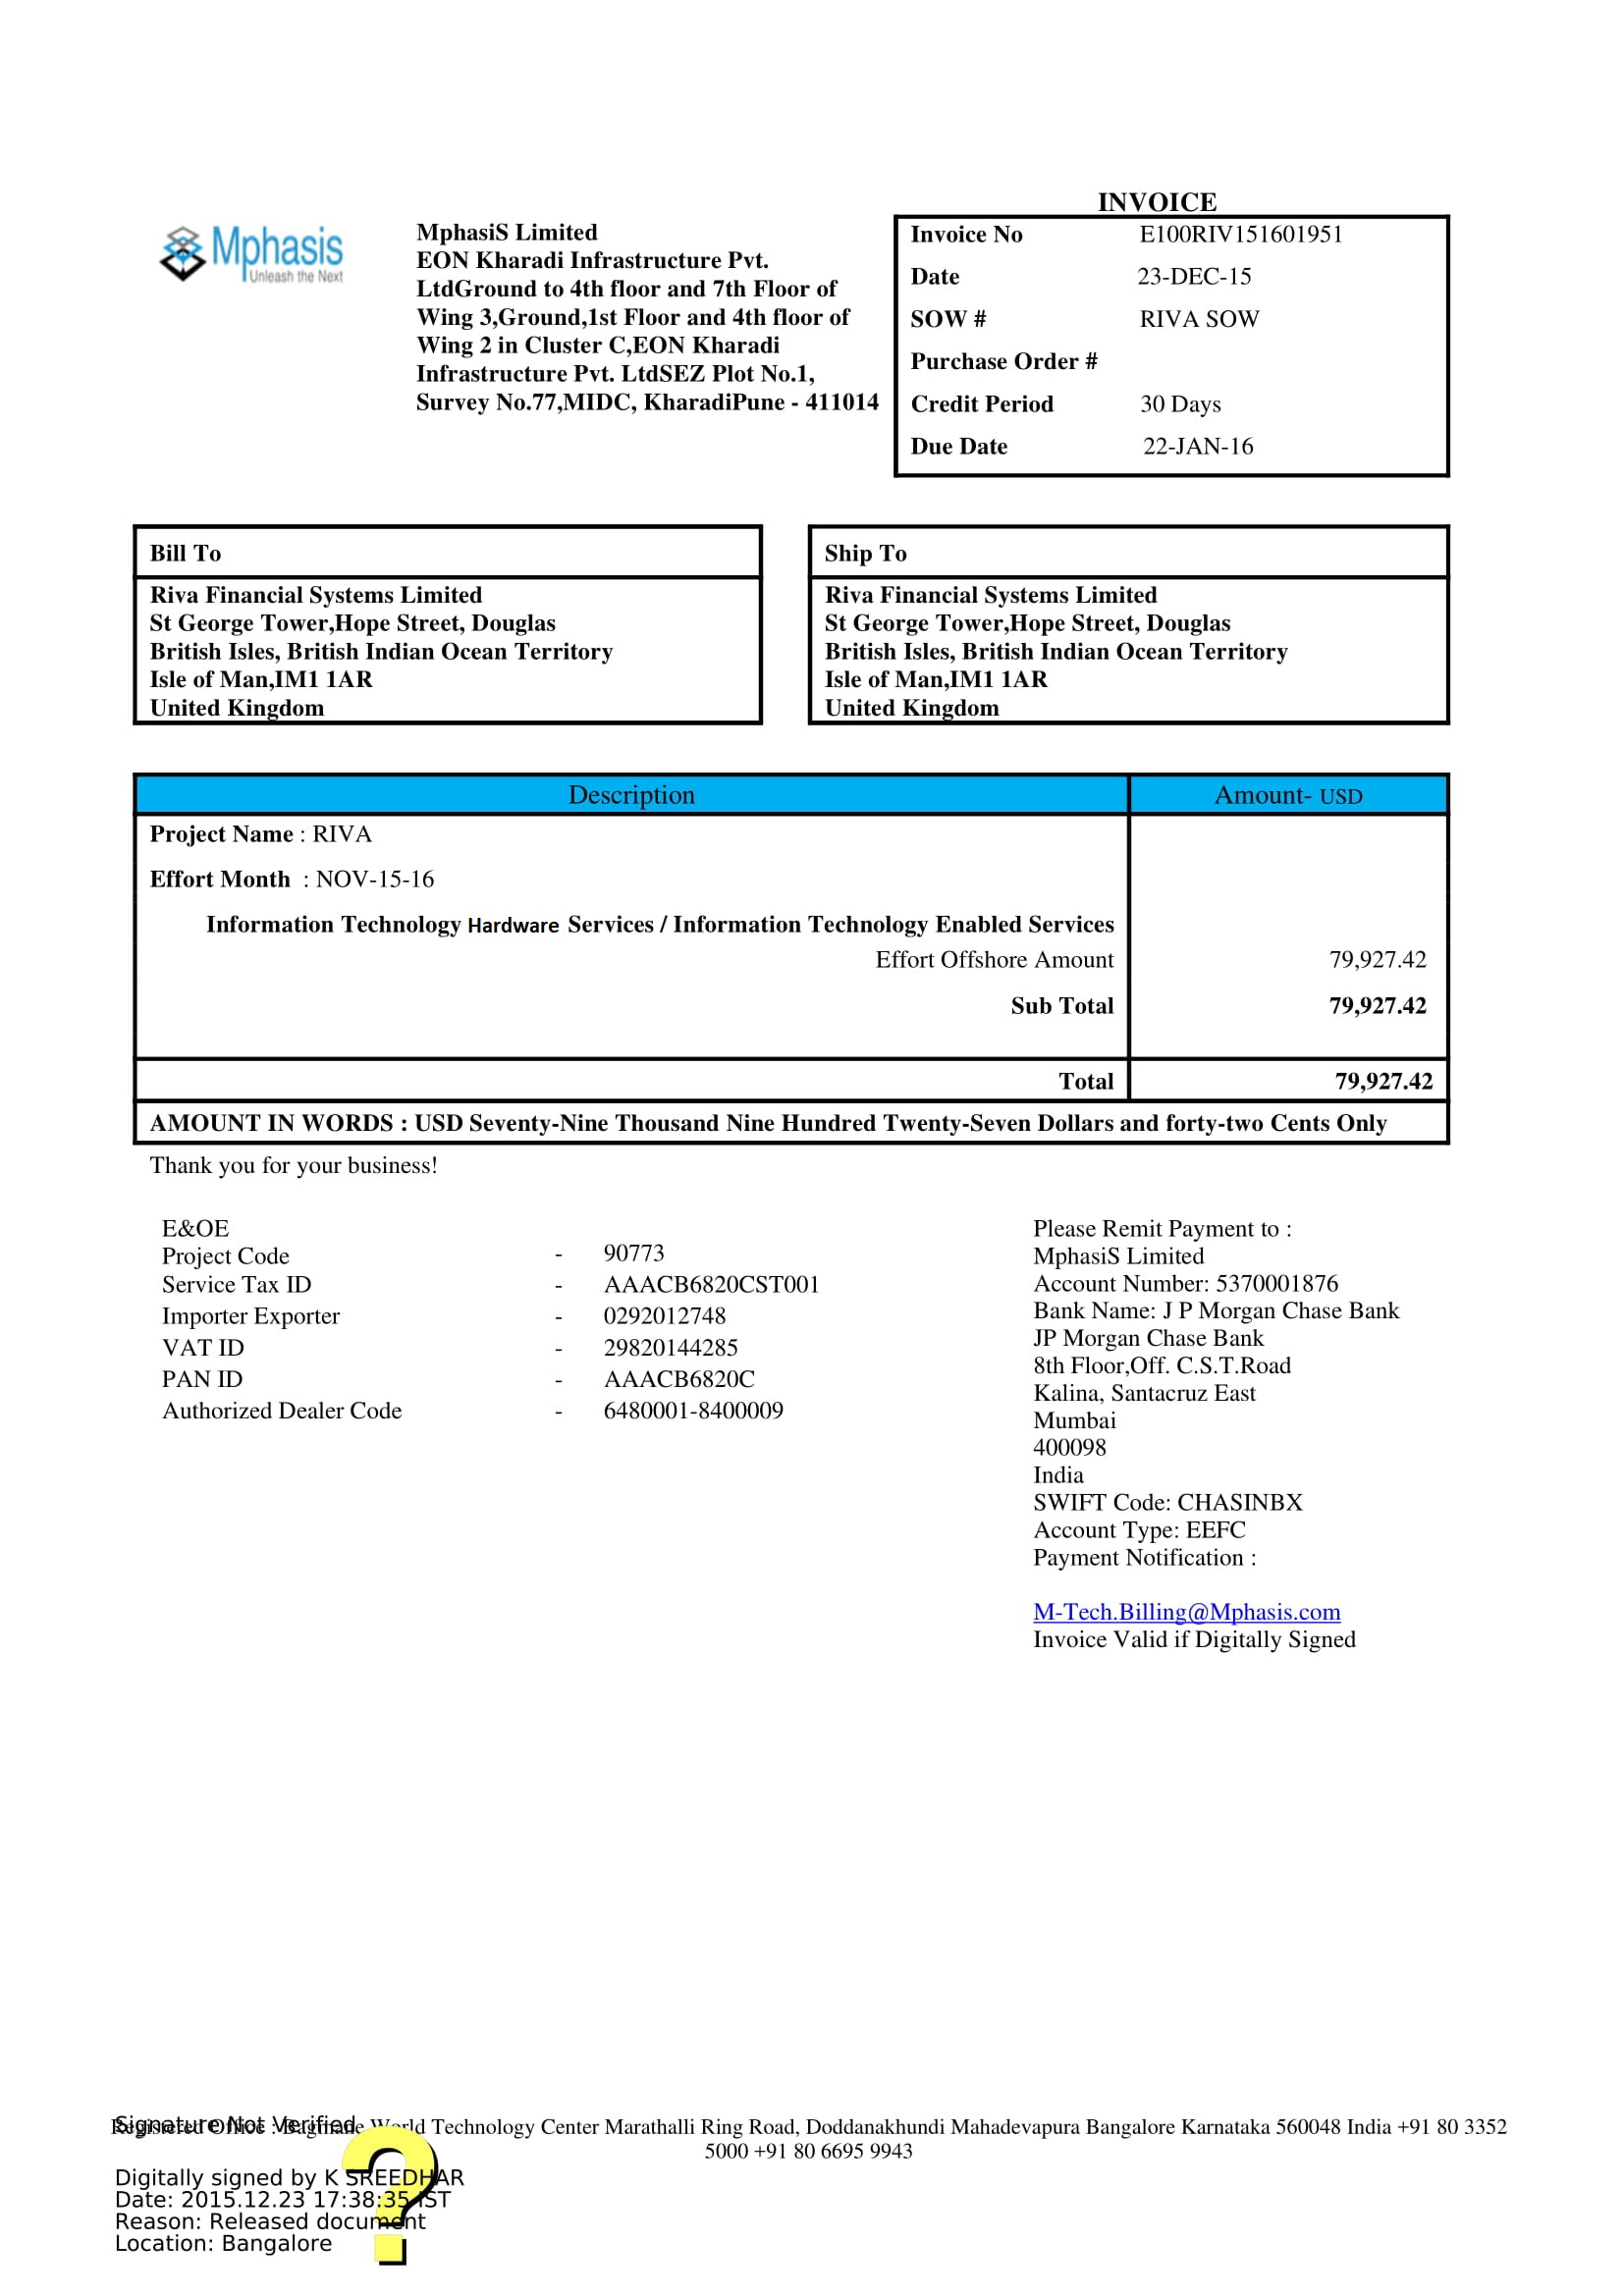 INVOICE
Mphasis
Unleash the Next
MphasiS Limited
EON Kharadi Infrastructure Pvt.
LtdGround to 4th floor and 7th Floor of
Wing 3,Ground,1st Floor and 4th floor of
Wing 2 in Cluster C,EON Kharadi
Infrastructure Pvt. LtdSEZ Plot No.1,
Survey No.77,MIDC, KharadiPune - 411014
Invoice No E100RIV151601951
Date 23-DEC-15
SOW # RIVA SOW
Purchase Order #
Credit Period 30 Days
Due Date 22-JAN-16
Bill To
Riva Financial Systems Limited
St George Tower,Hope Street, Douglas
British Isles, British Indian Ocean Territory
Isle of Man,IM1 1AR
United Kingdom
Ship To
Riva Financial Systems Limited
St George Tower,Hope Street, Douglas
British Isles, British Indian Ocean Territory
Isle of Man,IM1 1AR
United Kingdom
Description Amount- USD
Project Name : RIVA
Effort Month : NOV-15-16
Information Technology Hardware Services / Information Technology Enabled Services
Effort Offshore Amount 79,927.42
Sub Total 79,927.42
Total 79,927.42
AMOUNT IN WORDS : USD Seventy-Nine Thousand Nine Hundred Twenty-Seven Dollars and forty-two Cents Only
Thank you for your business!
E&OE
Project Code - 90773
Service Tax ID - AAACB6820CST001
Importer Exporter - 0292012748
VAT ID - 29820144285
PAN ID - AAACB6820C
Authorized Dealer Code - 6480001-8400009
Please Remit Payment to :
MphasiS Limited
Account Number: 5370001876
Bank Name: J P Morgan Chase Bank
JP Morgan Chase Bank
8th Floor,Off. C.S.T.Road
Kalina, Santacruz East
Mumbai
400098
India
SWIFT Code: CHASINBX
Account Type: EEFC
Payment Notification :
M-Tech.Billing@Mphasis.com
Invoice Valid if Digitally Signed
Registered Office : Bagmane World Technology Center Marathalli Ring Road, Doddanakhundi Mahadevapura Bangalore Karnataka 560048 India +91 80 3352
5000 +91 80 6695 9943
Signature Not Verified
Digitally signed by K SREEDHAR
Date: 2015.12.23 17:38:35 IST
Reason: Released document
Location: Bangalore
?